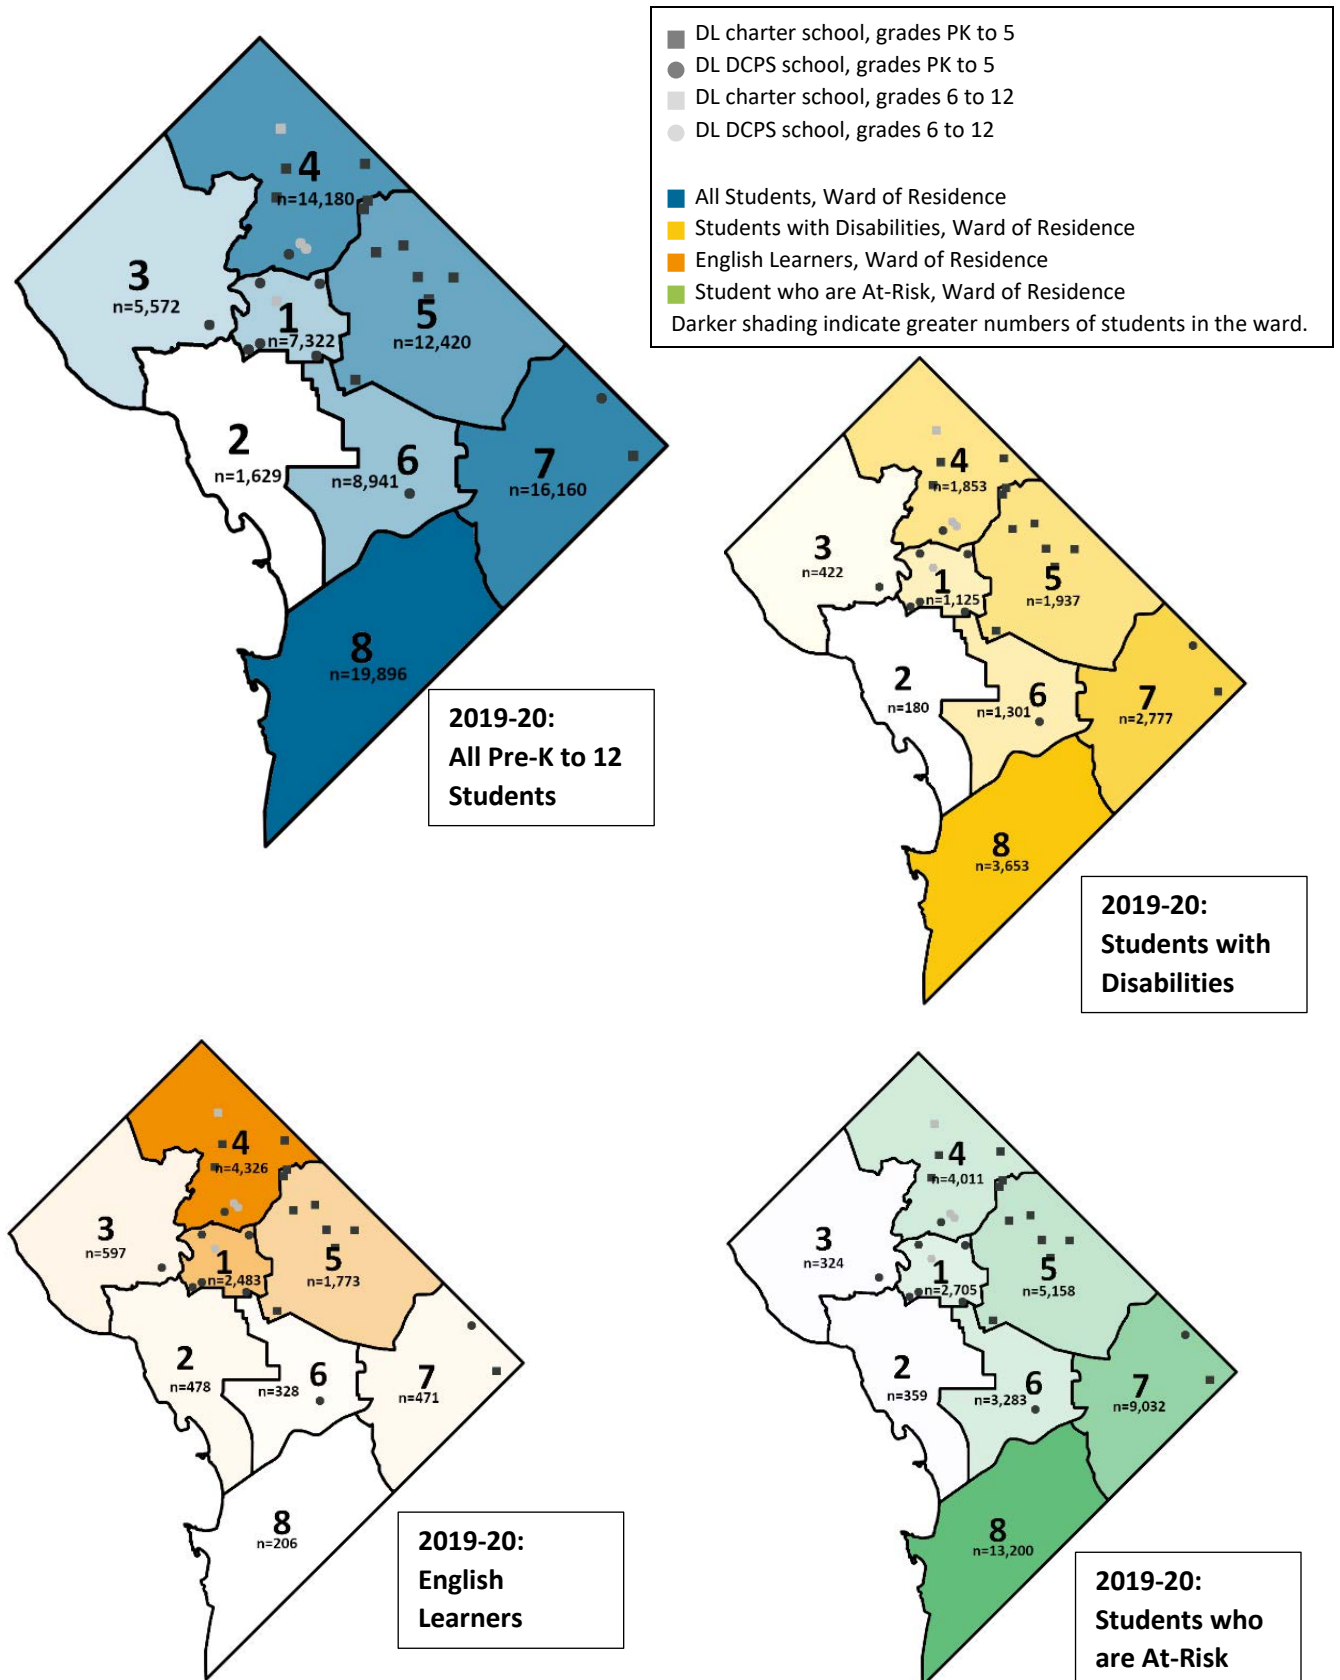 DL charter school, grades PK to 5
DL DCPS school, grades PK to 5
DL charter school, grades 6 to 12
DL DCPS school, grades 6 to 12
All Students, Ward of Residence
Students with Disabilities, Ward of Residence
English Learners, Ward of Residence
Student who are At-Risk, Ward of Residence
Darker shading indicate greater numbers of students in the ward.
4
n=14,180
3
n=5,572
1
n=7,322
5
n=12,420
2
n=1,629
6
n=8,941
7
n=16,160
8
n=19,896
2019-20:
All Pre-K to 12
Students
4
n=1,853
3
n=422
1
n=1,125
5
n=1,937
2
n=180
6
n=1,301
7
n=2,777
8
n=3,653
2019-20:
Students with
Disabilities
4
n=4,326
3
n=597
1
n=2,483
5
n=1,773
2
n=478
6
n=328
7
n=471
8
n=206
2019-20:
English
Learners
4
n=4,011
3
n=324
1
n=2,705
5
n=5,158
2
n=359
6
n=3,283
7
n=9,032
8
n=13,200
2019-20:
Students who
are At-Risk